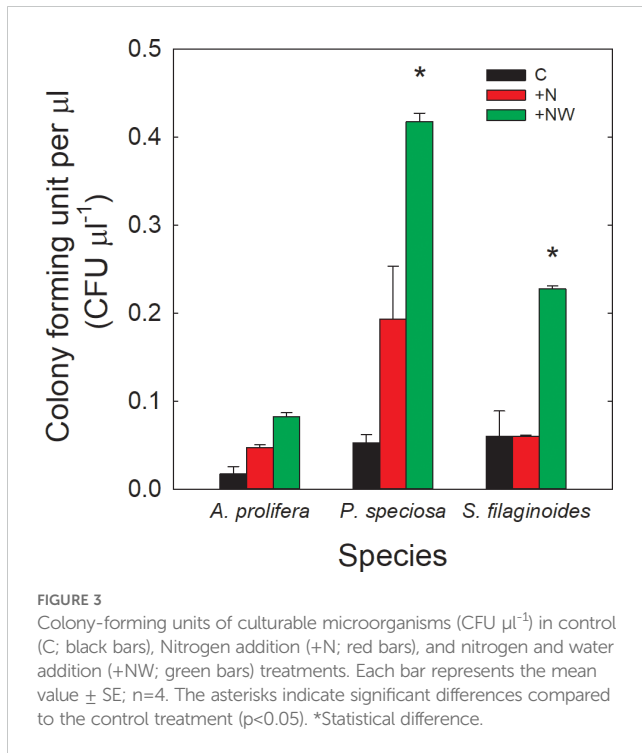 0.5
C
+N
+NW
*
0.4
0.3
*
0.2
0.1
0.0
Colony forming unit per µl
(CFU µl⁻¹)
A. prolifera P. speciosa S. filaginoides
Species
FIGURE 3
Colony-forming units of culturable microorganisms (CFU µl⁻¹) in control
(C; black bars), Nitrogen addition (+N; red bars), and nitrogen and water
addition (+NW; green bars) treatments. Each bar represents the mean
value ± SE; n=4. The asterisks indicate significant differences compared
to the control treatment (p<0.05). *Statistical difference.